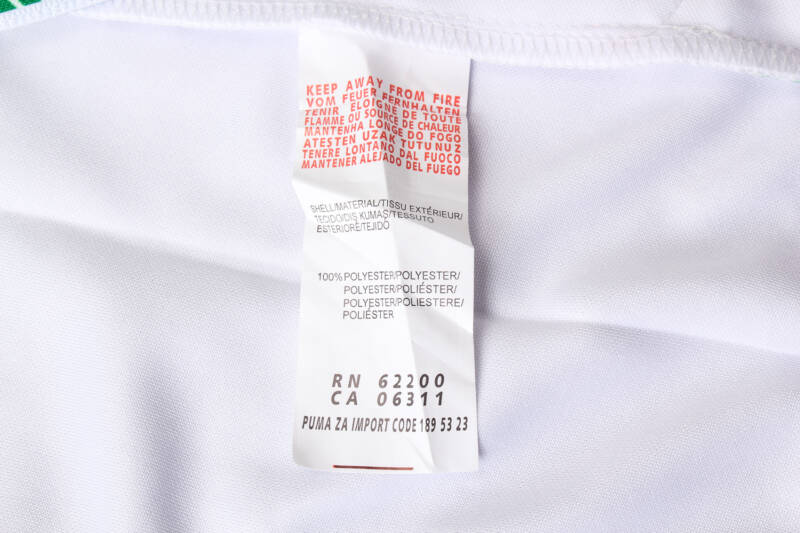 KEEP AWAY FROM FIRE
VOM FEUER FERNHALTEN
TENIR ELOIGNE DE TOUTE
FLAMME OU SOURCE DE CHALEUR
MANTENHA LONGE DO FOGO
ATESTEN UZAK TUTUNUZ
TENERE LONTANO DAL FUOCO
MANTENER ALEJADO DEL FUEGO
SHELL/MATERIAL/TISSU EXTÉRIEUR/
TECIDO/DIŞ KUMAŞ/TESSUTO
ESTERIORE/TEJIDO
100%POLYESTER/POLYESTER/
POLYESTER/POLIÉSTER/
POLYESTER/POLIESTERE/
POLIÉSTER
RN 62200
CA 06311
PUMA ZA IMPORT CODE 189 53 23